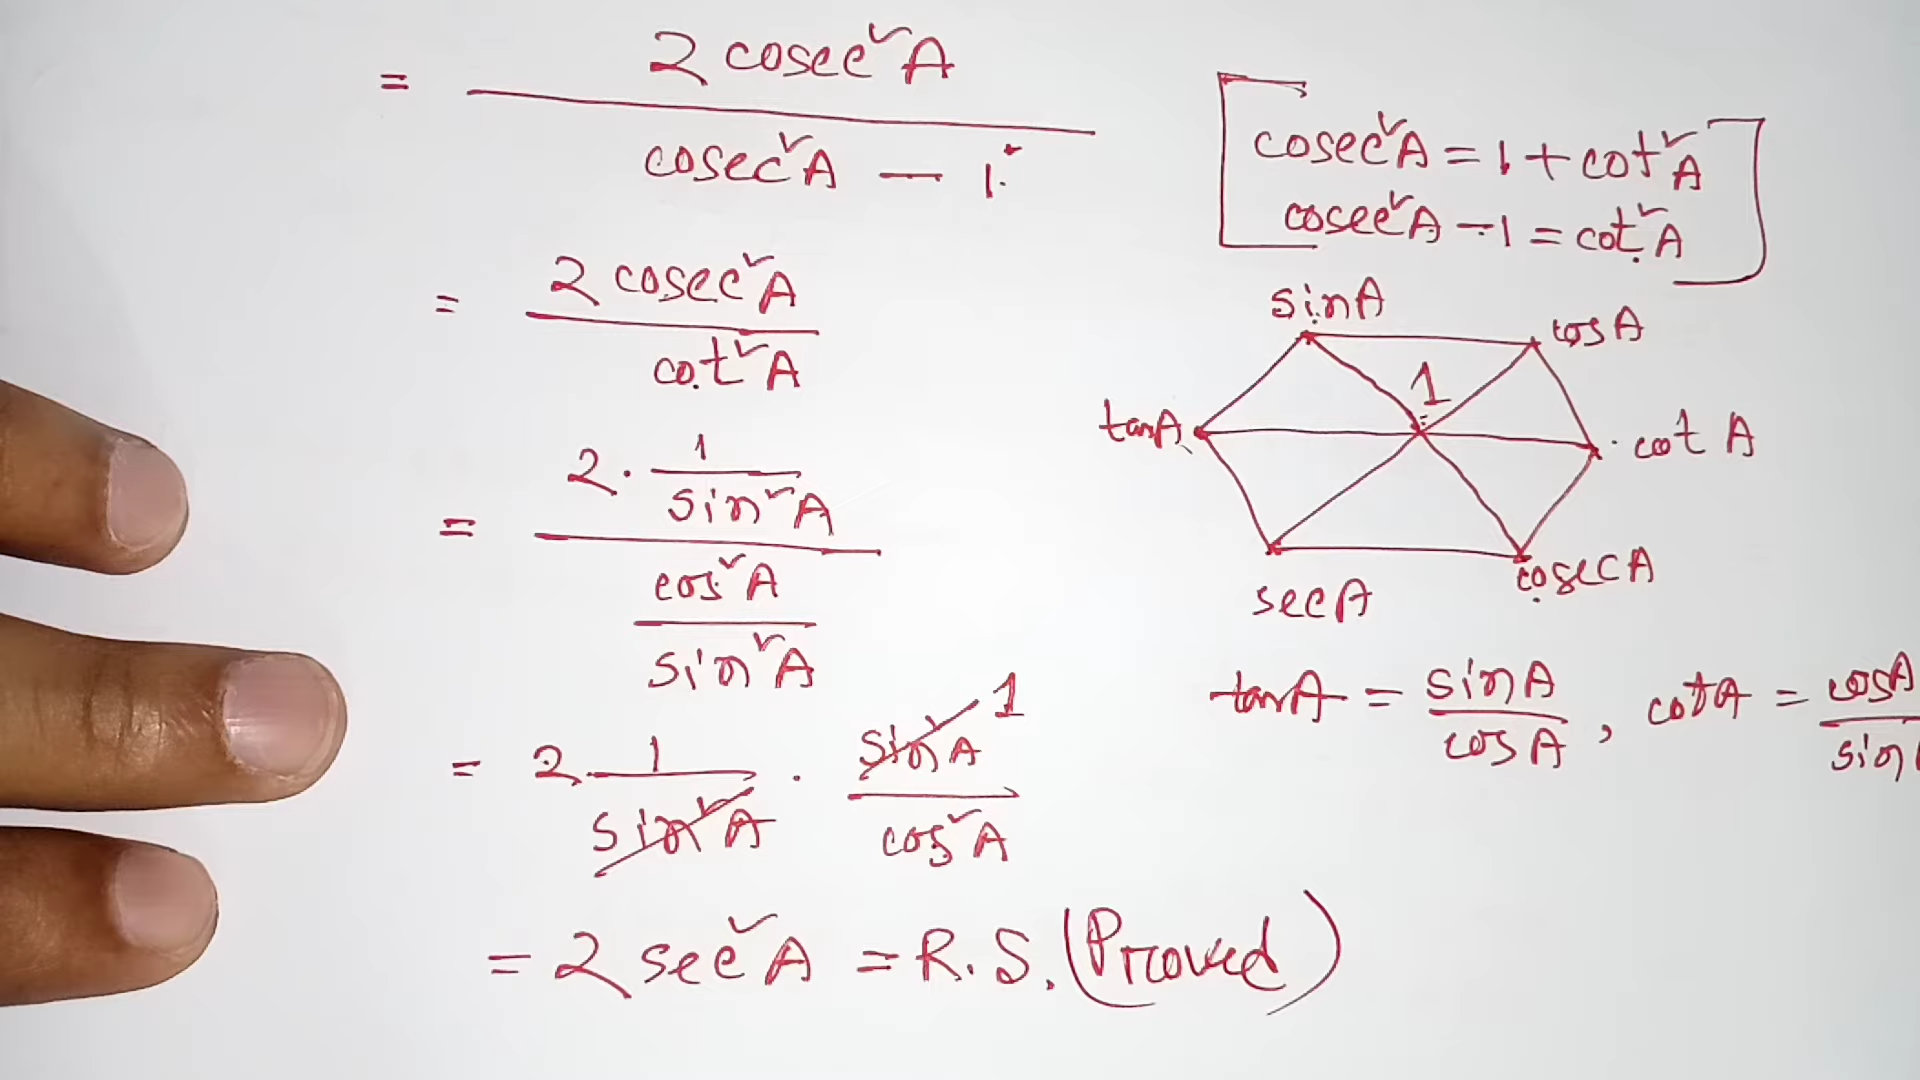 = 2 cosec²A / cosec²A − 1²
cosec²A = 1 + cot²A
cosec²A − 1 = cot²A
= 2 cosec²A / cot²A
sinA
cosA
1
tanA
cot A
secA
cosecA
= 2 · 1/sin²A / cos²A/sin²A
tanA = sinA/cosA , cotA = cosA/sin
= 2 · 1/sin²A · sin²A/cos²A 1
= 2 sec²A = R.S. (Proved)